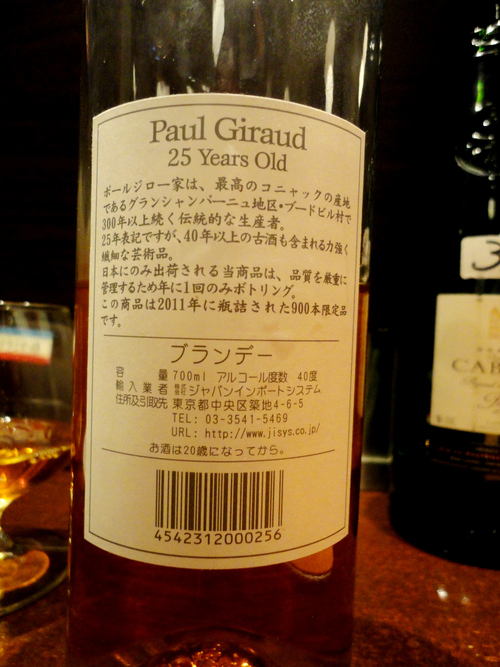 Paul Giraud
25 Years Old
ポールジロー家は、最高のコニャックの産地
であるグランシャンパーニュ地区・ブードビル村で
300年以上続く伝統的な生産者。
25年表記ですが、40年以上の古酒も含まれる力強く
繊細な芸術品。
日本にのみ出荷される当商品は、品質を厳重に
管理するため年に1回のみボトリング。
この商品は2011年に瓶詰された900本限定品
です。
ブランデー
容量 700ml アルコール度数 40度
輸入業者 株式会社 ジャパンインポートシステム
住所及引取先 東京都中央区築地4-6-5
TEL: 03-3541-5469
URL: http://www.jisys.co.jp/
お酒は20歳になってから。
4542312000256
3
CAB